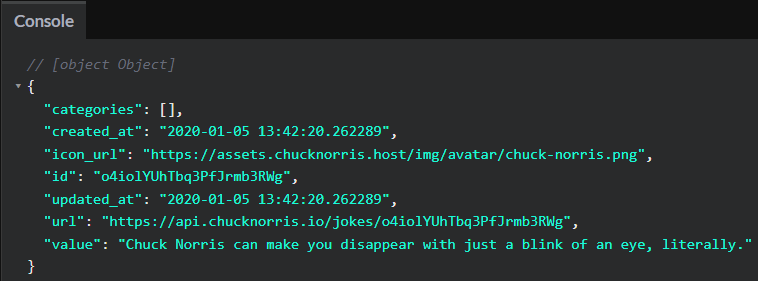 Console
// [object Object]
{
"categories": [],
"created_at": "2020-01-05 13:42:20.262289",
"icon_url": "https://assets.chucknorris.host/img/avatar/chuck-norris.png",
"id": "o4iolYUhTbq3PfJrmb3RWg",
"updated_at": "2020-01-05 13:42:20.262289",
"url": "https://api.chucknorris.io/jokes/o4iolYUhTbq3PfJrmb3RWg",
"value": "Chuck Norris can make you disappear with just a blink of an eye, literally."
}